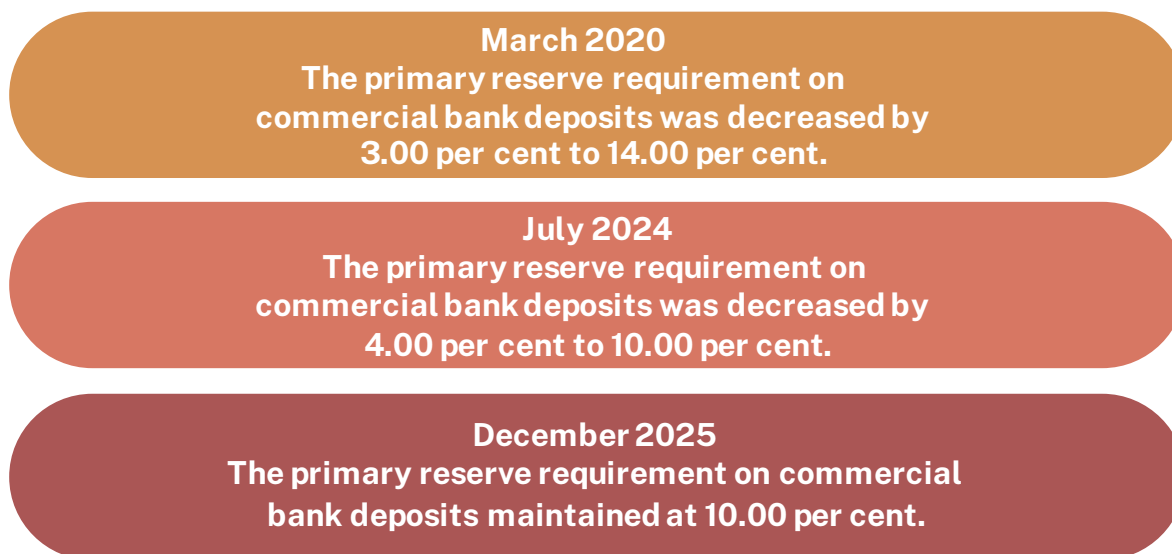 March 2020
The primary reserve requirement on
commercial bank deposits was decreased by
3.00 per cent to 14.00 per cent.
July 2024
The primary reserve requirement on
commercial bank deposits was decreased by
4.00 per cent to 10.00 per cent.
December 2025
The primary reserve requirement on commercial
bank deposits maintained at 10.00 per cent.